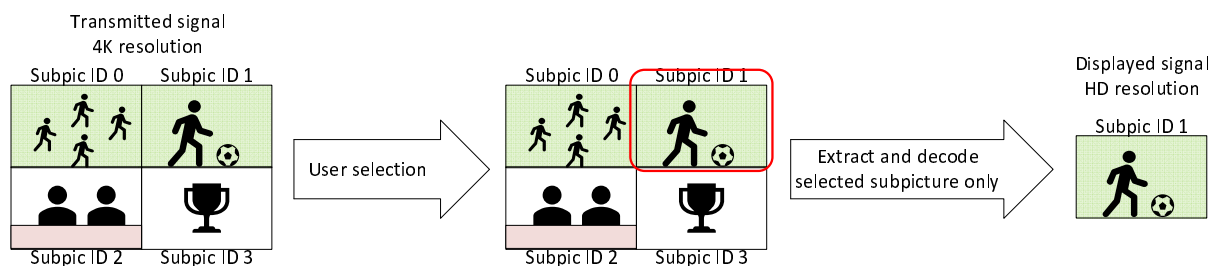 Transmitted signal
4K resolution
Subpic ID 0
Subpic ID 1
Subpic ID 2
Subpic ID 3
User selection
Subpic ID 0
Subpic ID 1
Subpic ID 2
Subpic ID 3
Extract and decode
selected subpicture only
Displayed signal
HD resolution
Subpic ID 1